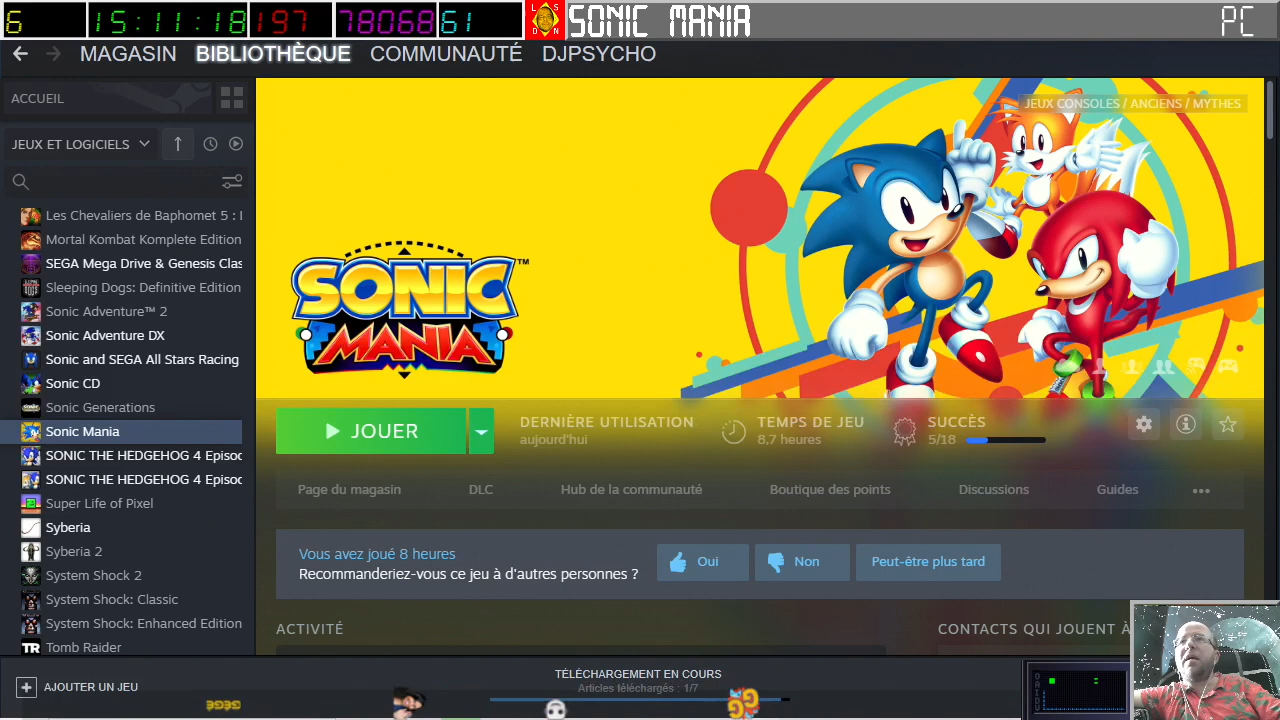 6 15:11:18 197 78068 61 SONIC MANIA PC
MAGASIN BIBLIOTHÈQUE COMMUNAUTÉ DJPSYCHO
ACCUEIL
JEUX CONSOLES / ANCIENS / MYTHES
JEUX ET LOGICIELS
Les Chevaliers de Baphomet 5 :
Mortal Kombat Komplete Edition
SEGA Mega Drive & Genesis Clas
Sleeping Dogs: Definitive Edition
Sonic Adventure™ 2
Sonic Adventure DX
Sonic and SEGA All Stars Racing
Sonic CD
Sonic Generations
Sonic Mania
SONIC THE HEDGEHOG 4 Episod
SONIC THE HEDGEHOG 4 Episod
Super Life of Pixel
Syberia
Syberia 2
System Shock 2
System Shock: Classic
System Shock: Enhanced Edition
Tomb Raider
SONIC ™
MANIA
JOUER
DERNIÈRE UTILISATION
aujourd'hui
TEMPS DE JEU
8,7 heures
SUCCÈS
5/18
Page du magasin DLC Hub de la communauté Boutique des points Discussions Guides
Vous avez joué 8 heures
Recommanderiez-vous ce jeu à d'autres personnes ?
Oui Non Peut-être plus tard
ACTIVITÉ
CONTACTS QUI JOUENT À
AJOUTER UN JEU
TÉLÉCHARGEMENT EN COURS
Articles téléchargés : 1/7